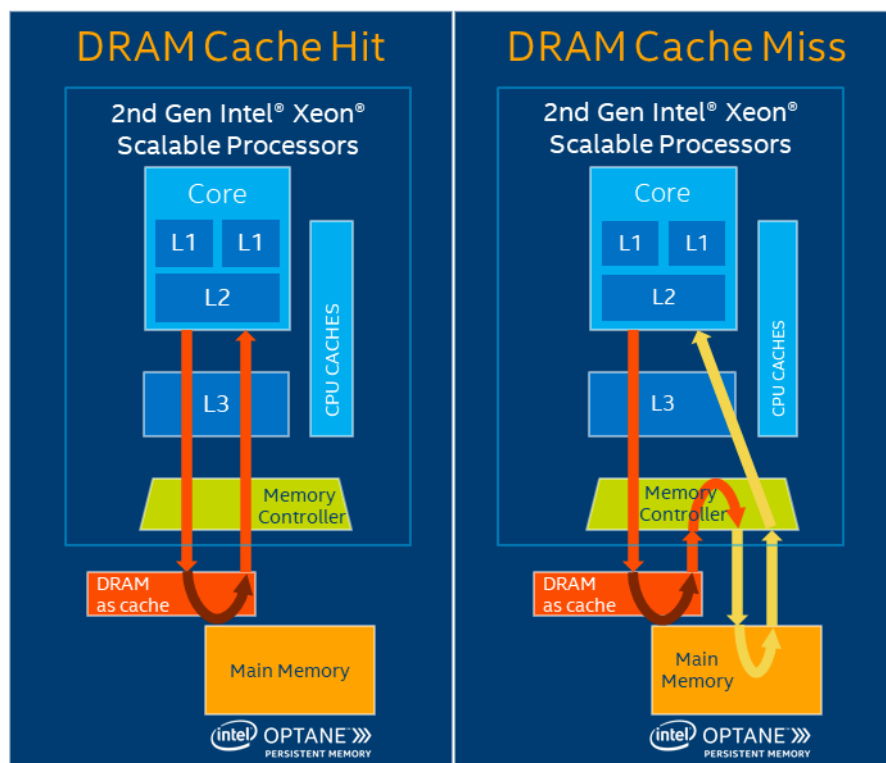 DRAM Cache Hit
2nd Gen Intel® Xeon®
Scalable Processors
Core
L1 L1
L2
CPU CACHES
L3
Memory
Controller
DRAM
as cache
Main Memory
intel OPTANE
PERSISTENT MEMORY
DRAM Cache Miss
2nd Gen Intel® Xeon®
Scalable Processors
Core
L1 L1
L2
CPU CACHES
L3
Memory
Controller
DRAM
as cache
Main
Memory
intel OPTANE
PERSISTENT MEMORY